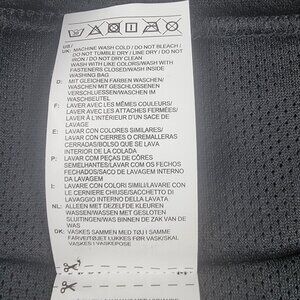 US/
UK: MACHINE WASH COLD / DO NOT BLEACH /
DO NOT TUMBLE DRY / LINE DRY / DO NOT
IRON / DO NOT DRY CLEAN
WASH WITH LIKE COLORS/WASH WITH
FASTENERS CLOSED/WASH INSIDE
WASHING BAG
D: MIT GLEICHEN FARBEN WASCHEN/
WASCHEN MIT GESCHLOSSENEN
VERSCHLUESSEN/WASCHEN IM
WASCHBEUTEL
F: LAVER AVEC LES MÊMES COULEURS/
LAVER AVEC LES ATTACHES FERMÉES/
LAVER À L'INTÉRIEUR D'UN SACE DE
LAVAGE
E: LAVAR CON COLORES SIMILARES/
LAVAR CON CIERRES O CREMALLERAS
CERRADAS/BOLSO QUE SE LAVA
INTERIOR DE LA COLADA
P: LAVAR COM PEÇAS DE CÔRES
SEMELHANTES/LAVAR COM OS FECHOS
FECHADOS/SACO DE LAVAGEM INTERNO
DA LAVAGEM
I: LAVARE CON COLORI SIMILI/LAVARE CON
LE CERNIERE CHIUSE/SACCHETTO DI
LAVAGGIO INTERNO DELLA LAVATA
NL: ALLEEN MET DEZELFDE KLEUREN
WASSEN/WASSEN MET GESLOTEN
SLUITINGEN/WAS BINNEN DE ZAK VAN DE
WAS
DK: VASKES SAMMEN MED TØJ I SAMME
FARVE/TØJET LUKKES FØR VASK/SKAL
VASKES I VASKEPOSE